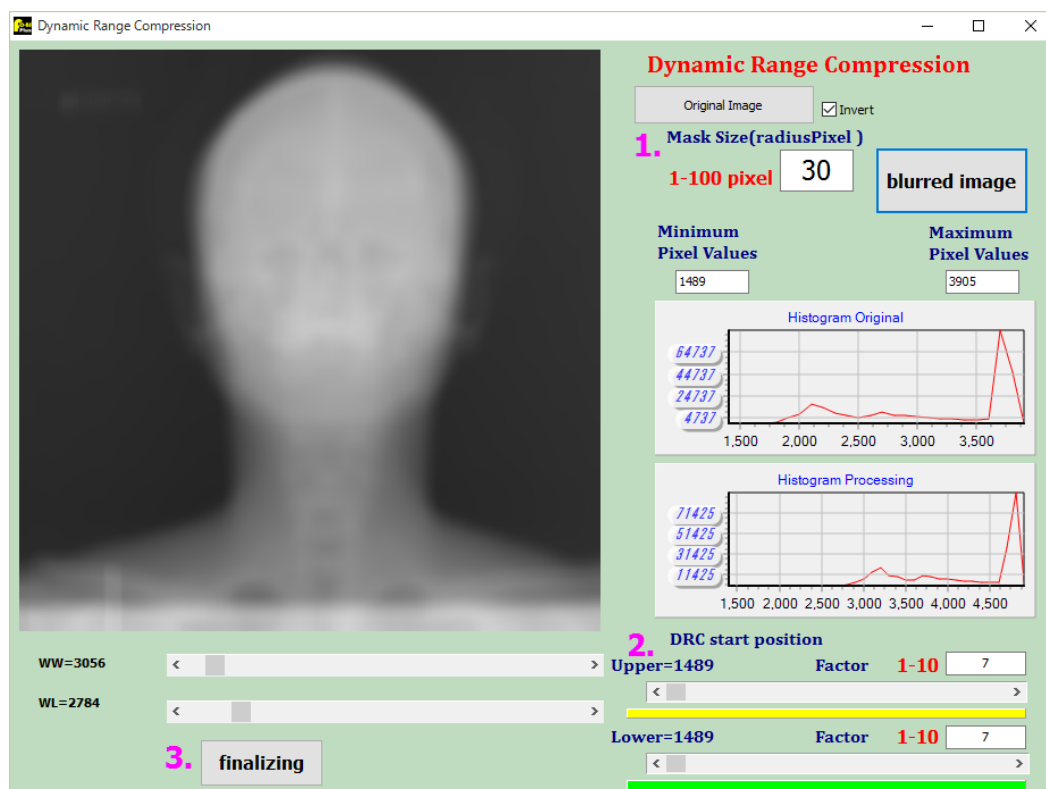 Dynamic Range Compression
Dynamic Range Compression
Original Image
Invert
1.
Mask Size(radiusPixel )
1-100 pixel
30
blurred image
Minimum
Pixel Values
Maximum
Pixel Values
1489
3905
Histogram Original
64737
44737
24737
4737
1,500 2,000 2,500 3,000 3,500
Histogram Processing
71425
51425
31425
11425
1,500 2,000 2,500 3,000 3,500 4,000 4,500
2.
DRC start position
WW=3056
Upper=1489 Factor 1-10 7
WL=2784
Lower=1489 Factor 1-10 7
3.
finalizing